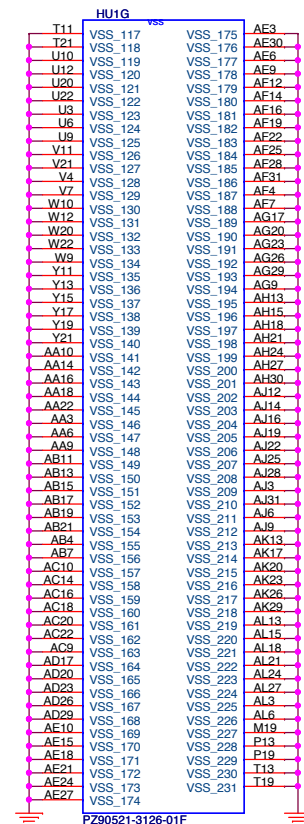 HU1G
VSS
T11 VSS_117 VSS_175 AE3
T21 VSS_118 VSS_176 AE30
U10 VSS_119 VSS_177 AE6
U12 VSS_120 VSS_178 AE9
U20 VSS_121 VSS_179 AF12
U22 VSS_122 VSS_180 AF14
U3 VSS_123 VSS_181 AF16
U6 VSS_124 VSS_182 AF19
U9 VSS_125 VSS_183 AF22
V11 VSS_126 VSS_184 AF25
V21 VSS_127 VSS_185 AF28
V4 VSS_128 VSS_186 AF31
V7 VSS_129 VSS_187 AF4
W10 VSS_130 VSS_188 AF7
W12 VSS_131 VSS_189 AG17
W20 VSS_132 VSS_190 AG20
W22 VSS_133 VSS_191 AG23
W9 VSS_134 VSS_192 AG26
Y11 VSS_135 VSS_193 AG29
Y13 VSS_136 VSS_194 AG9
Y15 VSS_137 VSS_195 AH13
Y17 VSS_138 VSS_196 AH15
Y19 VSS_139 VSS_197 AH18
Y21 VSS_140 VSS_198 AH21
AA10 VSS_141 VSS_199 AH24
AA14 VSS_142 VSS_200 AH27
AA16 VSS_143 VSS_201 AH30
AA18 VSS_144 VSS_202 AJ12
AA22 VSS_145 VSS_203 AJ14
AA3 VSS_146 VSS_204 AJ16
AA6 VSS_147 VSS_205 AJ19
AA9 VSS_148 VSS_206 AJ22
AB11 VSS_149 VSS_207 AJ25
AB13 VSS_150 VSS_208 AJ28
AB15 VSS_151 VSS_209 AJ3
AB17 VSS_152 VSS_210 AJ31
AB19 VSS_153 VSS_211 AJ6
AB21 VSS_154 VSS_212 AJ9
AB4 VSS_155 VSS_213 AK13
AB7 VSS_156 VSS_214 AK17
AC10 VSS_157 VSS_215 AK20
AC14 VSS_158 VSS_216 AK23
AC16 VSS_159 VSS_217 AK26
AC18 VSS_160 VSS_218 AK29
AC20 VSS_161 VSS_219 AL13
AC22 VSS_162 VSS_220 AL15
AC9 VSS_163 VSS_221 AL18
AD17 VSS_164 VSS_222 AL21
AD20 VSS_165 VSS_223 AL24
AD23 VSS_166 VSS_224 AL27
AD26 VSS_167 VSS_225 AL3
AD29 VSS_168 VSS_226 AL6
AE10 VSS_169 VSS_227 M19
AE15 VSS_170 VSS_228 P13
AE18 VSS_171 VSS_229 P19
AE21 VSS_172 VSS_230 T13
AE24 VSS_173 VSS_231 T19
AE27 VSS_174
PZ90521-3126-01F